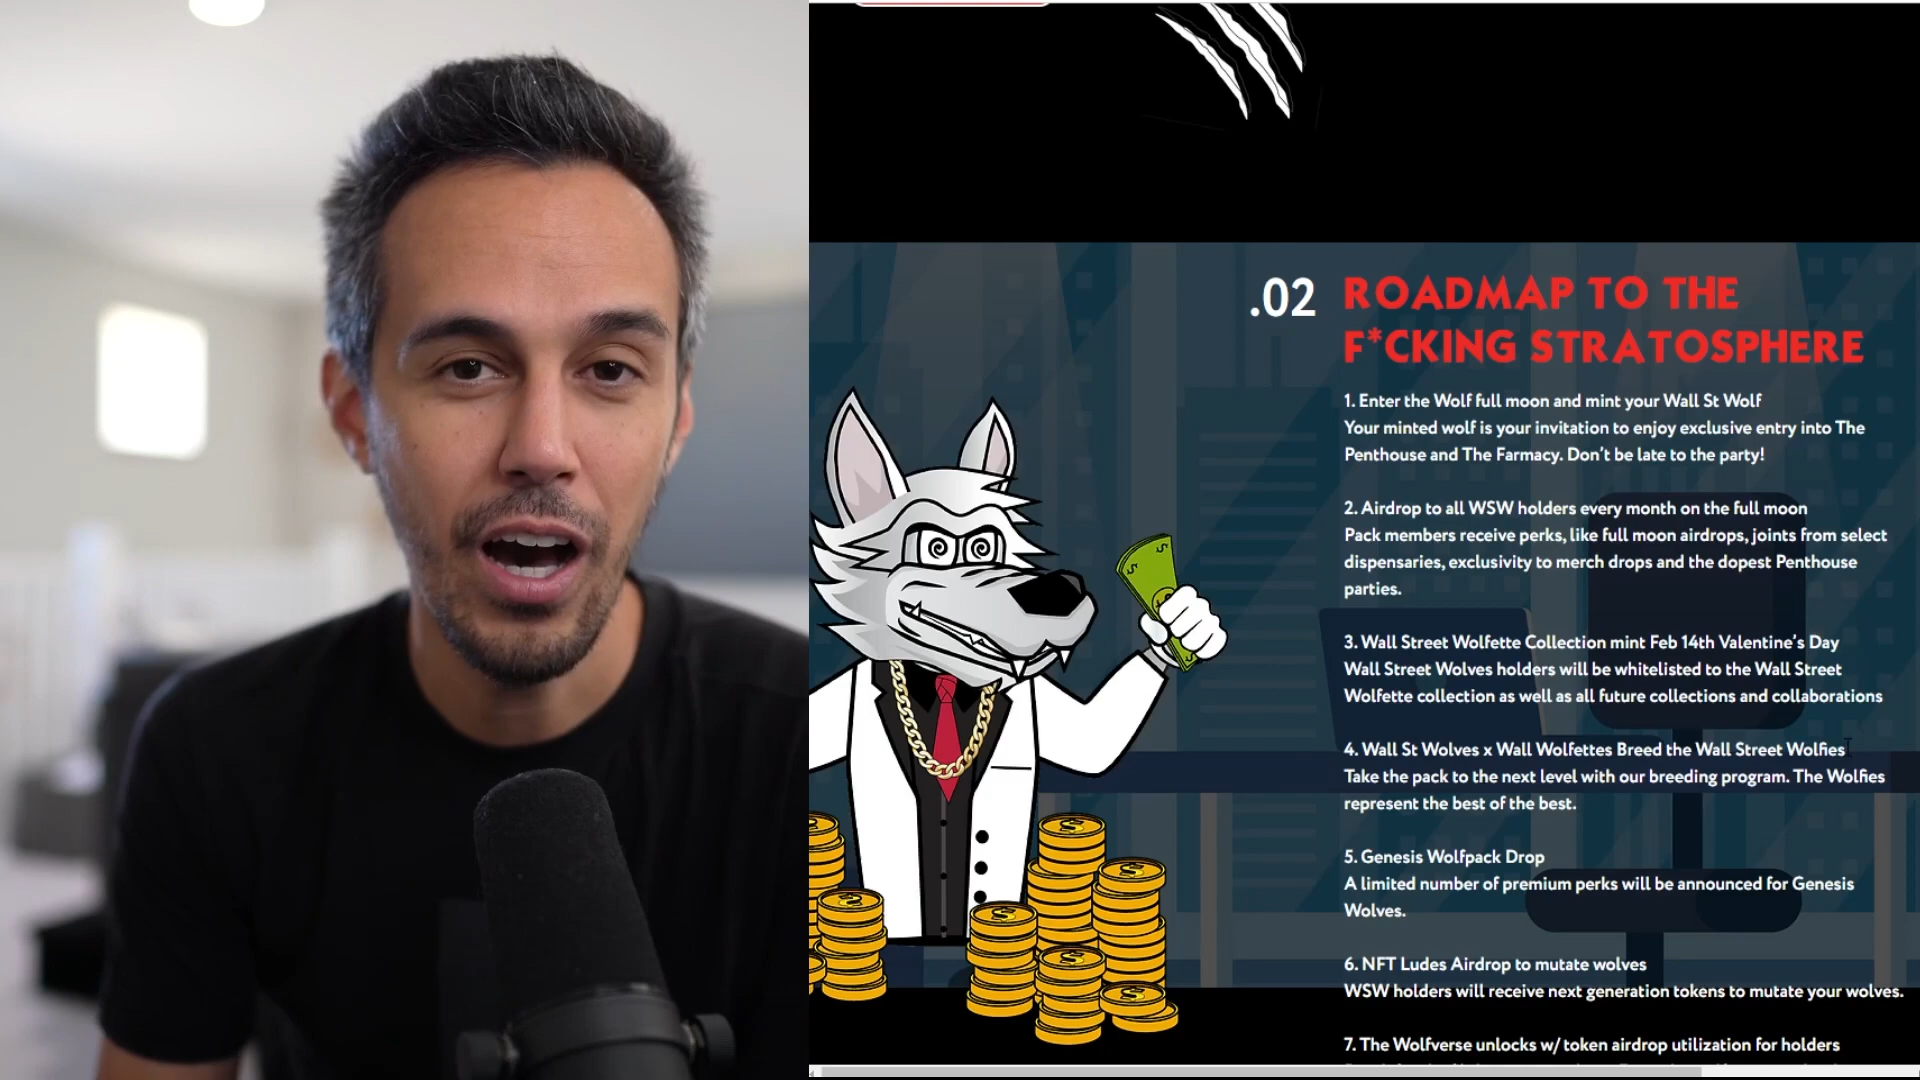 .02
ROADMAP TO THE
F*CKING STRATOSPHERE
1. Enter the Wolf full moon and mint your Wall St Wolf
Your minted wolf is your invitation to enjoy exclusive entry into The
Penthouse and The Farmacy. Don't be late to the party!
2. Airdrop to all WSW holders every month on the full moon
Pack members receive perks, like full moon airdrops, joints from select
dispensaries, exclusivity to merch drops and the dopest Penthouse
parties.
3. Wall Street Wolfette Collection mint Feb 14th Valentine's Day
Wall Street Wolves holders will be whitelisted to the Wall Street
Wolfette collection as well as all future collections and collaborations
4. Wall St Wolves x Wall Wolfettes Breed the Wall Street Wolfies
Take the pack to the next level with our breeding program. The Wolfies
represent the best of the best.
5. Genesis Wolfpack Drop
A limited number of premium perks will be announced for Genesis
Wolves.
6. NFT Ludes Airdrop to mutate wolves
WSW holders will receive next generation tokens to mutate your wolves.
7. The Wolfverse unlocks w/ token airdrop utilization for holders